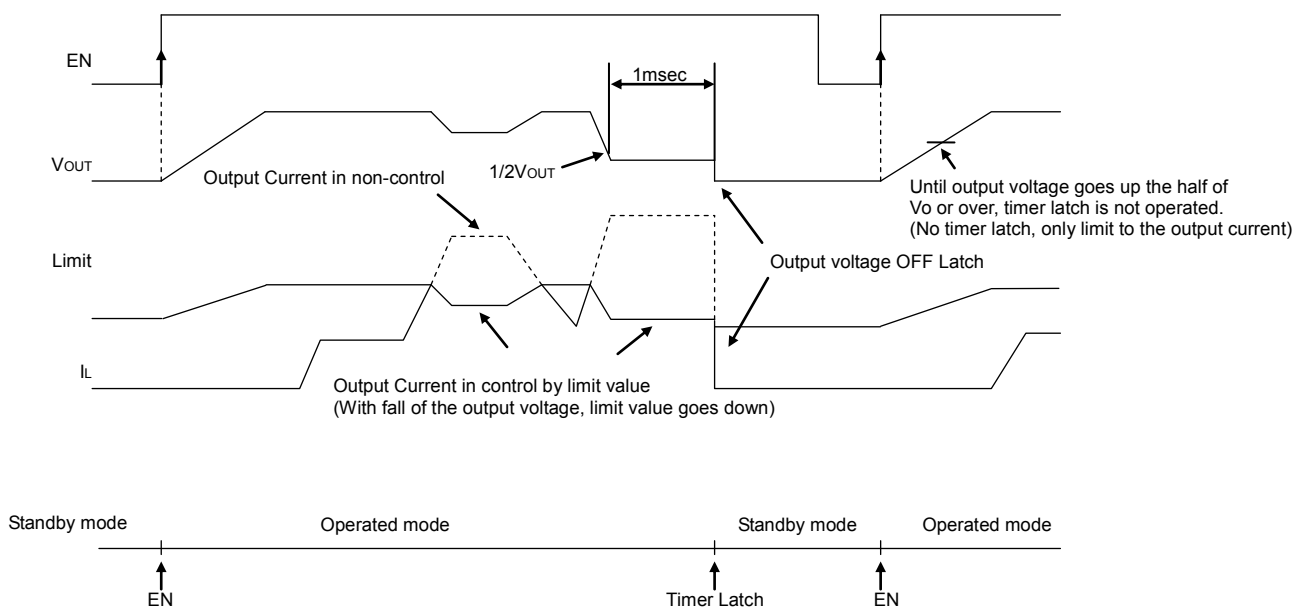 EN
1msec
VOUT
1/2VOUT
Output Current in non-control
Until output voltage goes up the half of
Vo or over, timer latch is not operated.
(No timer latch, only limit to the output current)
Limit
Output voltage OFF Latch
IL
Output Current in control by limit value
(With fall of the output voltage, limit value goes down)
Standby mode
Operated mode
Standby mode
Operated mode
EN
Timer Latch
EN